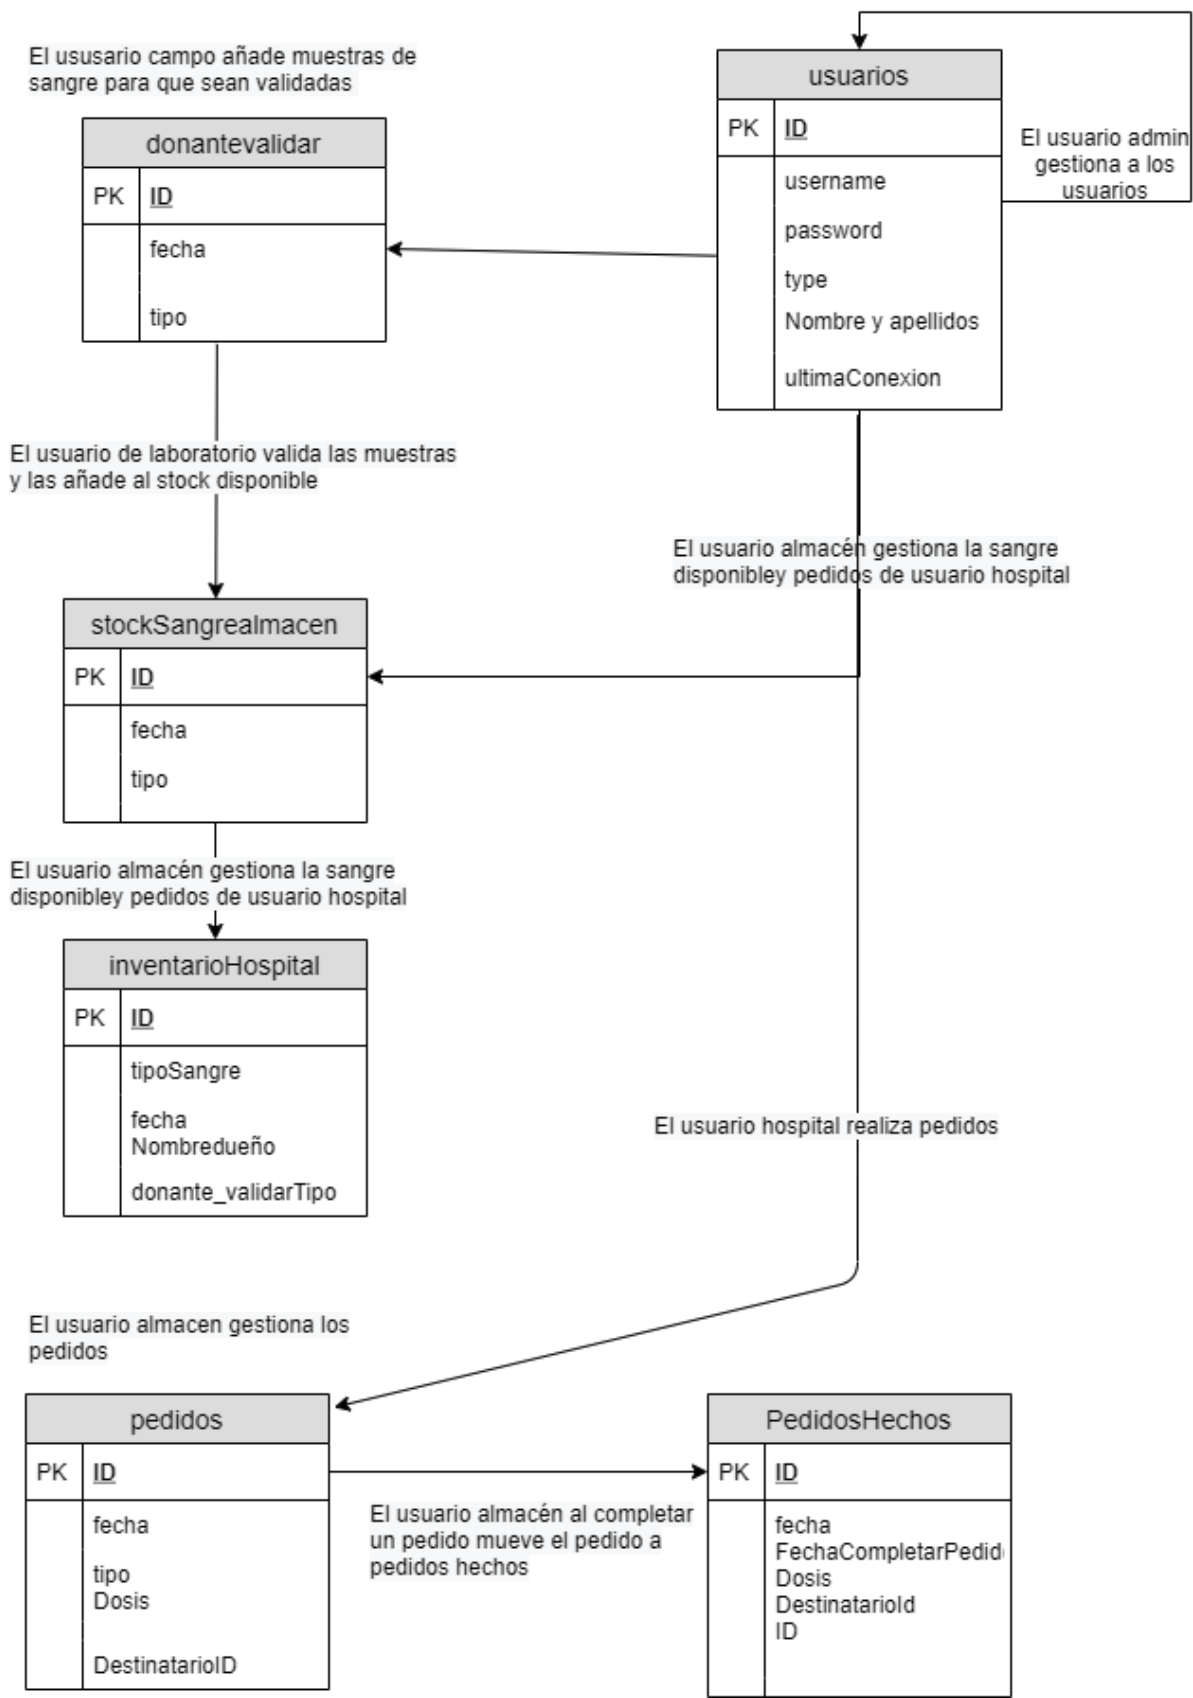 El ususario campo añade muestras de
sangre para que sean validadas
usuarios
PK ID
username
password
type
Nombre y apellidos
ultimaConexion
El usuario admin
gestiona a los
usuarios
donantevalidar
PK ID
fecha
tipo
El usuario de laboratorio valida las muestras
y las añade al stock disponible
El usuario almacén gestiona la sangre
disponibley pedidos de usuario hospital
stockSangrealmacen
PK ID
fecha
tipo
El usuario almacén gestiona la sangre
disponibley pedidos de usuario hospital
inventarioHospital
PK ID
tipoSangre
fecha
Nombredueño
donante_validarTipo
El usuario hospital realiza pedidos
El usuario almacen gestiona los
pedidos
pedidos
PK ID
fecha
tipo
Dosis
DestinatarioID
El usuario almacén al completar
un pedido mueve el pedido a
pedidos hechos
PedidosHechos
PK ID
fecha
FechaCompletarPedid
Dosis
DestinatarioId
ID